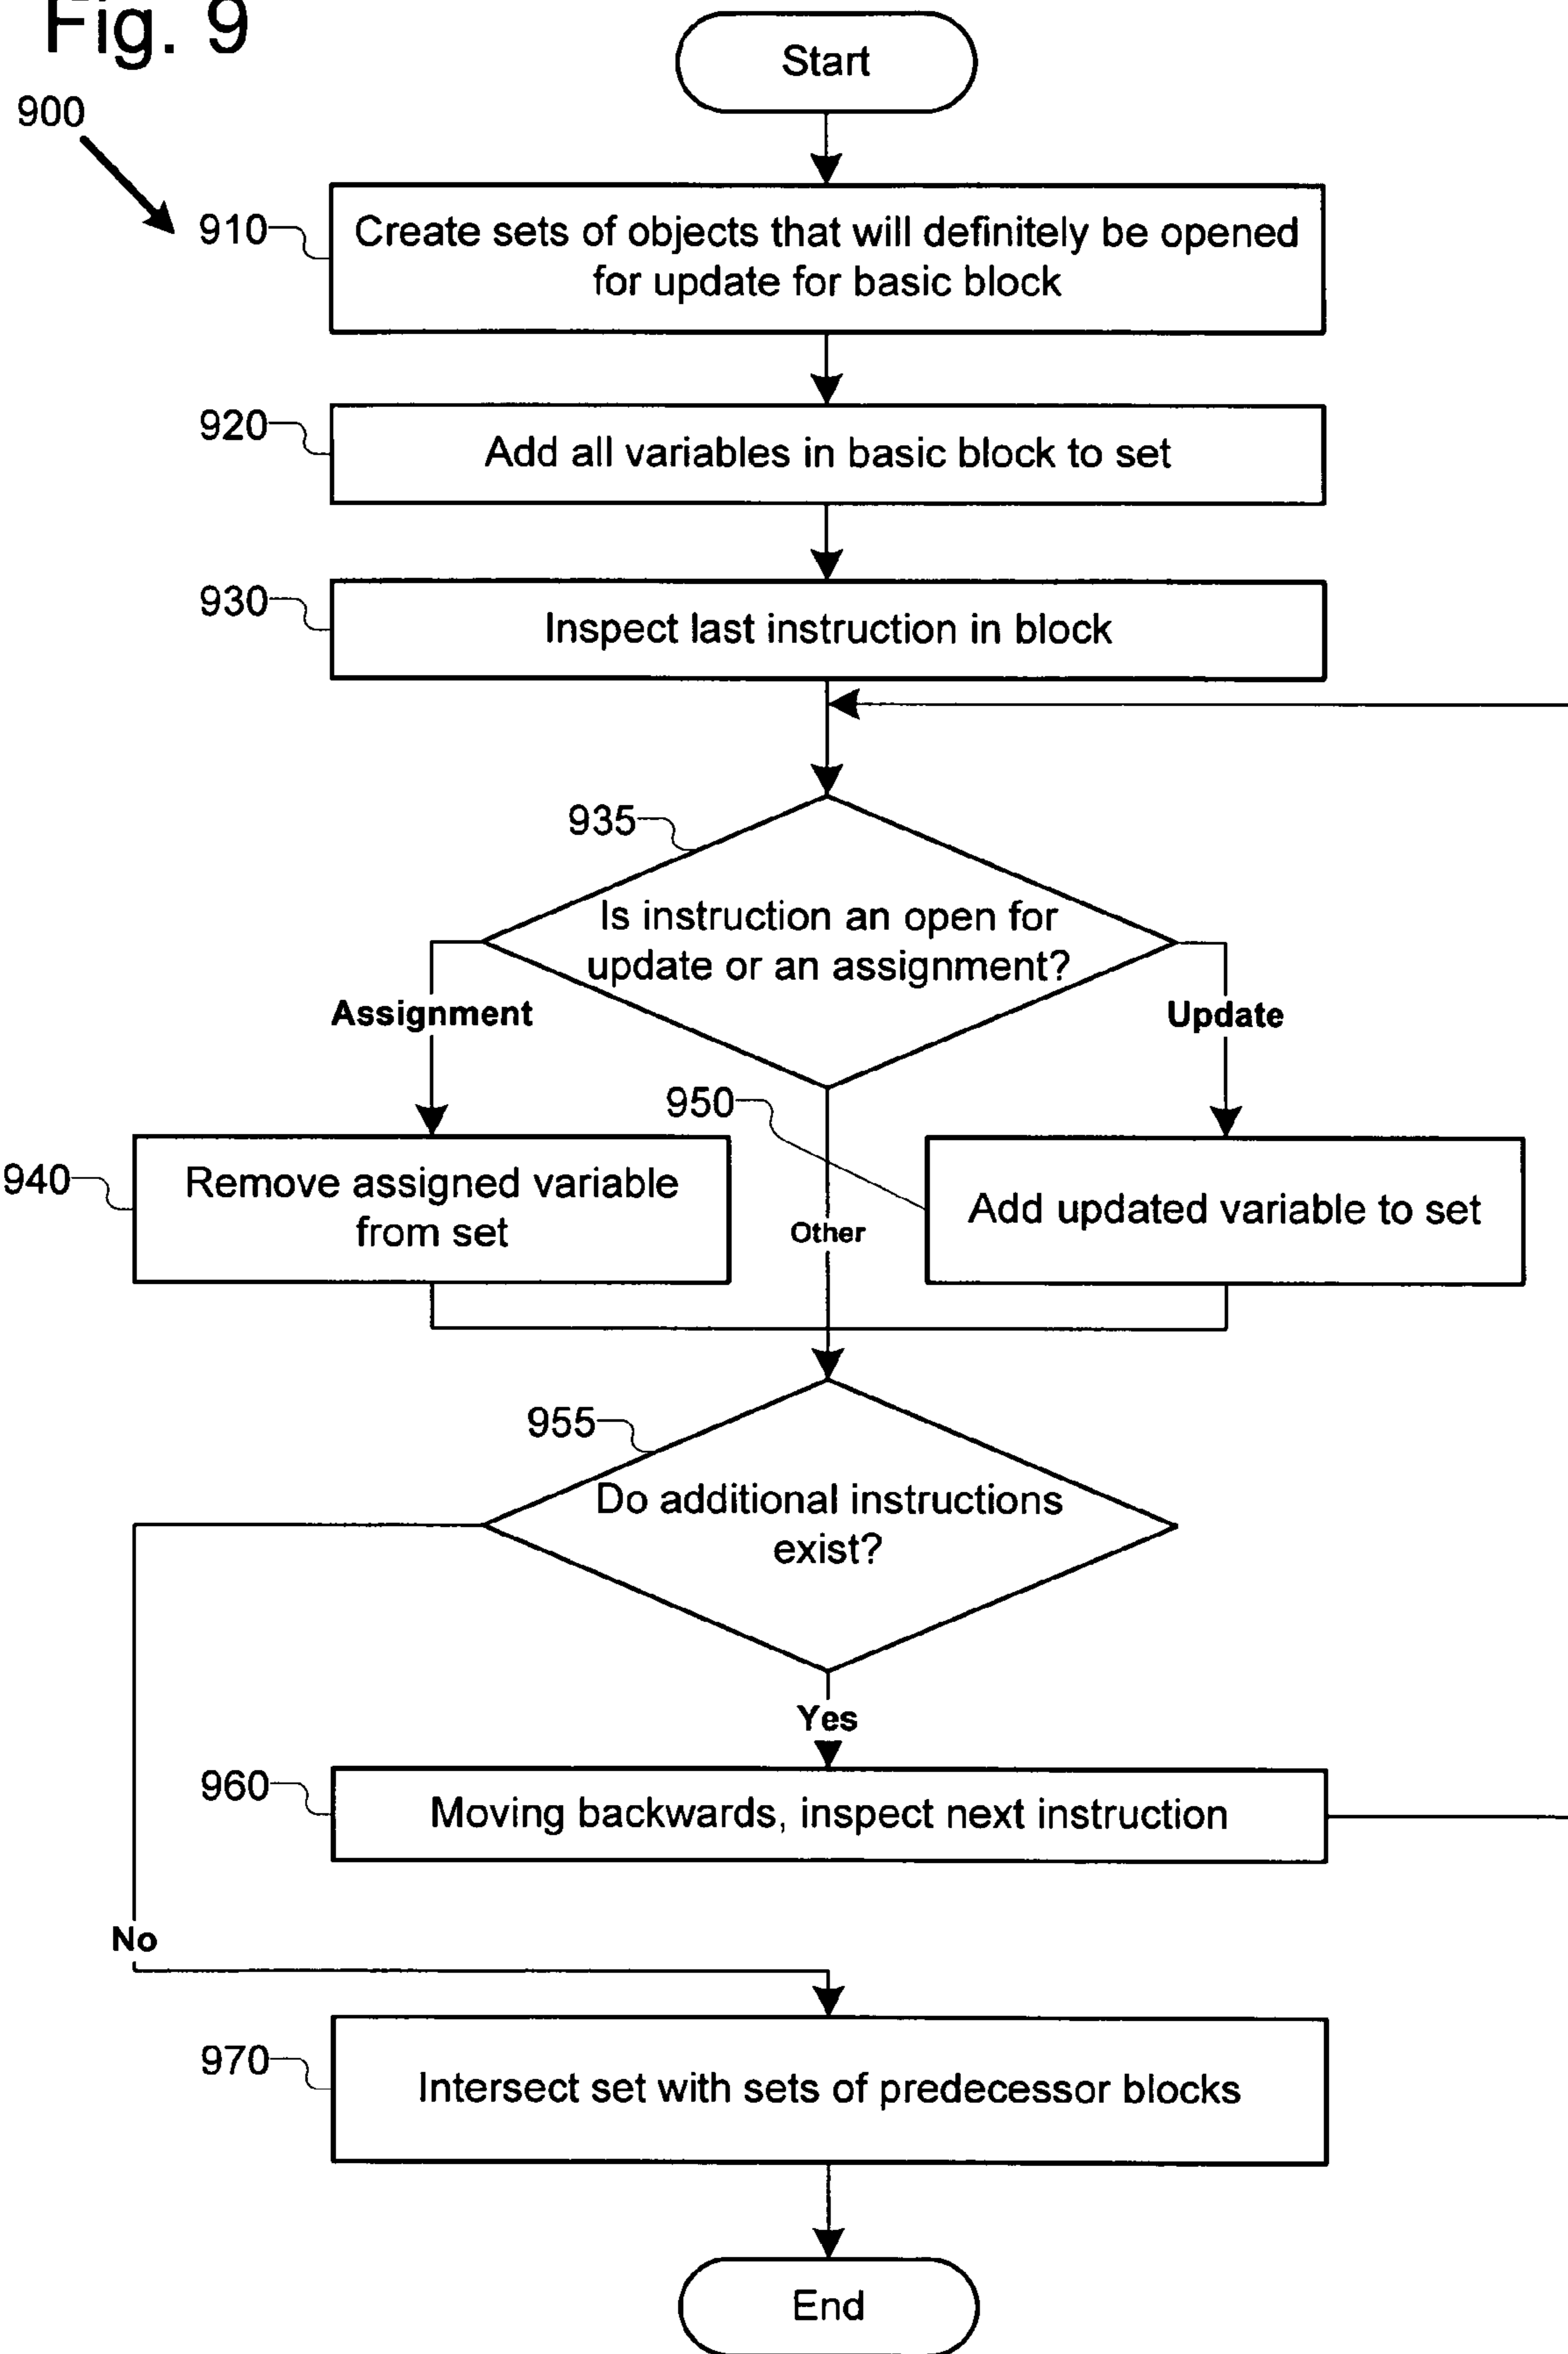 Fig. 9
900
Start
910
Create sets of objects that will definitely be opened
for update for basic block
920
Add all variables in basic block to set
930
Inspect last instruction in block
935
Is instruction an open for
update or an assignment?
Assignment
Update
950
940
Remove assigned variable
from set
Other
Add updated variable to set
955
Do additional instructions
exist?
Yes
960
Moving backwards, inspect next instruction
No
970
Intersect set with sets of predecessor blocks
End